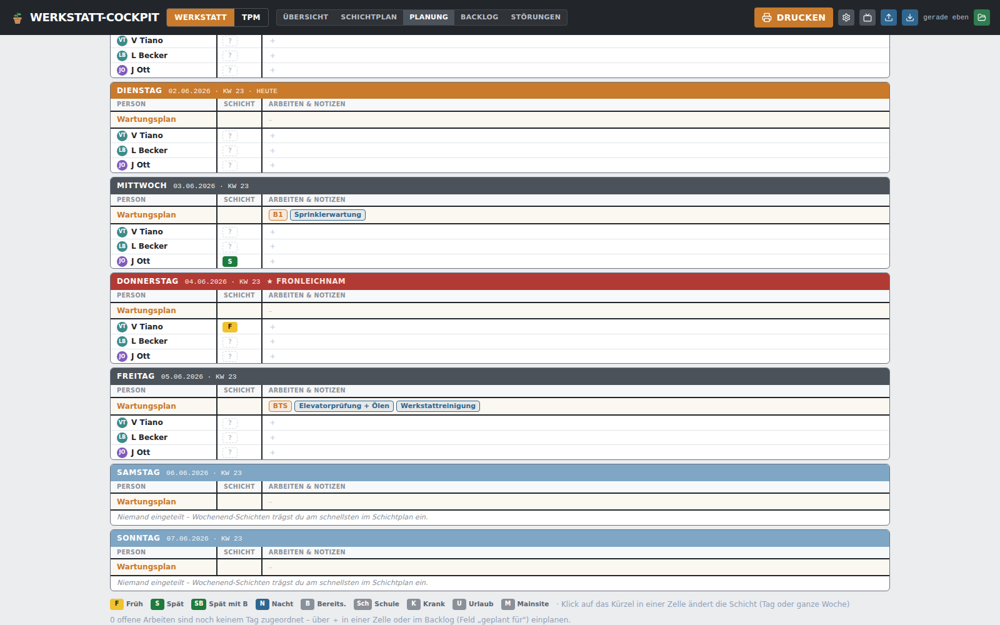 WERKSTATT-COCKPIT WERKSTATT TPM ÜBERSICHT SCHICHTPLAN PLANUNG BACKLOG STÖRUNGEN DRUCKEN gerade eben
VT V Tiano ? +
LB L Becker ? +
JO J Ott ? +
DIENSTAG 02.06.2026 · KW 23 · HEUTE
PERSON SCHICHT ARBEITEN & NOTIZEN
Wartungsplan –
VT V Tiano ? +
LB L Becker ? +
JO J Ott ? +
MITTWOCH 03.06.2026 · KW 23
PERSON SCHICHT ARBEITEN & NOTIZEN
Wartungsplan B1 Sprinklerwartung
VT V Tiano ? +
LB L Becker ? +
JO J Ott S +
DONNERSTAG 04.06.2026 · KW 23 ★ FRONLEICHNAM
PERSON SCHICHT ARBEITEN & NOTIZEN
Wartungsplan –
VT V Tiano F +
LB L Becker ? +
JO J Ott ? +
FREITAG 05.06.2026 · KW 23
PERSON SCHICHT ARBEITEN & NOTIZEN
Wartungsplan BTS Elevatorprüfung + Ölen Werkstattreinigung
VT V Tiano ? +
LB L Becker ? +
JO J Ott ? +
SAMSTAG 06.06.2026 · KW 23
PERSON SCHICHT ARBEITEN & NOTIZEN
Wartungsplan –
Niemand eingeteilt – Wochenend-Schichten trägst du am schnellsten im Schichtplan ein.
SONNTAG 07.06.2026 · KW 23
PERSON SCHICHT ARBEITEN & NOTIZEN
Wartungsplan –
Niemand eingeteilt – Wochenend-Schichten trägst du am schnellsten im Schichtplan ein.
F Früh S Spät SB Spät mit B N Nacht B Bereits. Sch Schule K Krank U Urlaub M Mainsite · Klick auf das Kürzel in einer Zelle ändert die Schicht (Tag oder ganze Woche)
0 offene Arbeiten sind noch keinem Tag zugeordnet – über + in einer Zelle oder im Backlog (Feld „geplant für") einplanen.